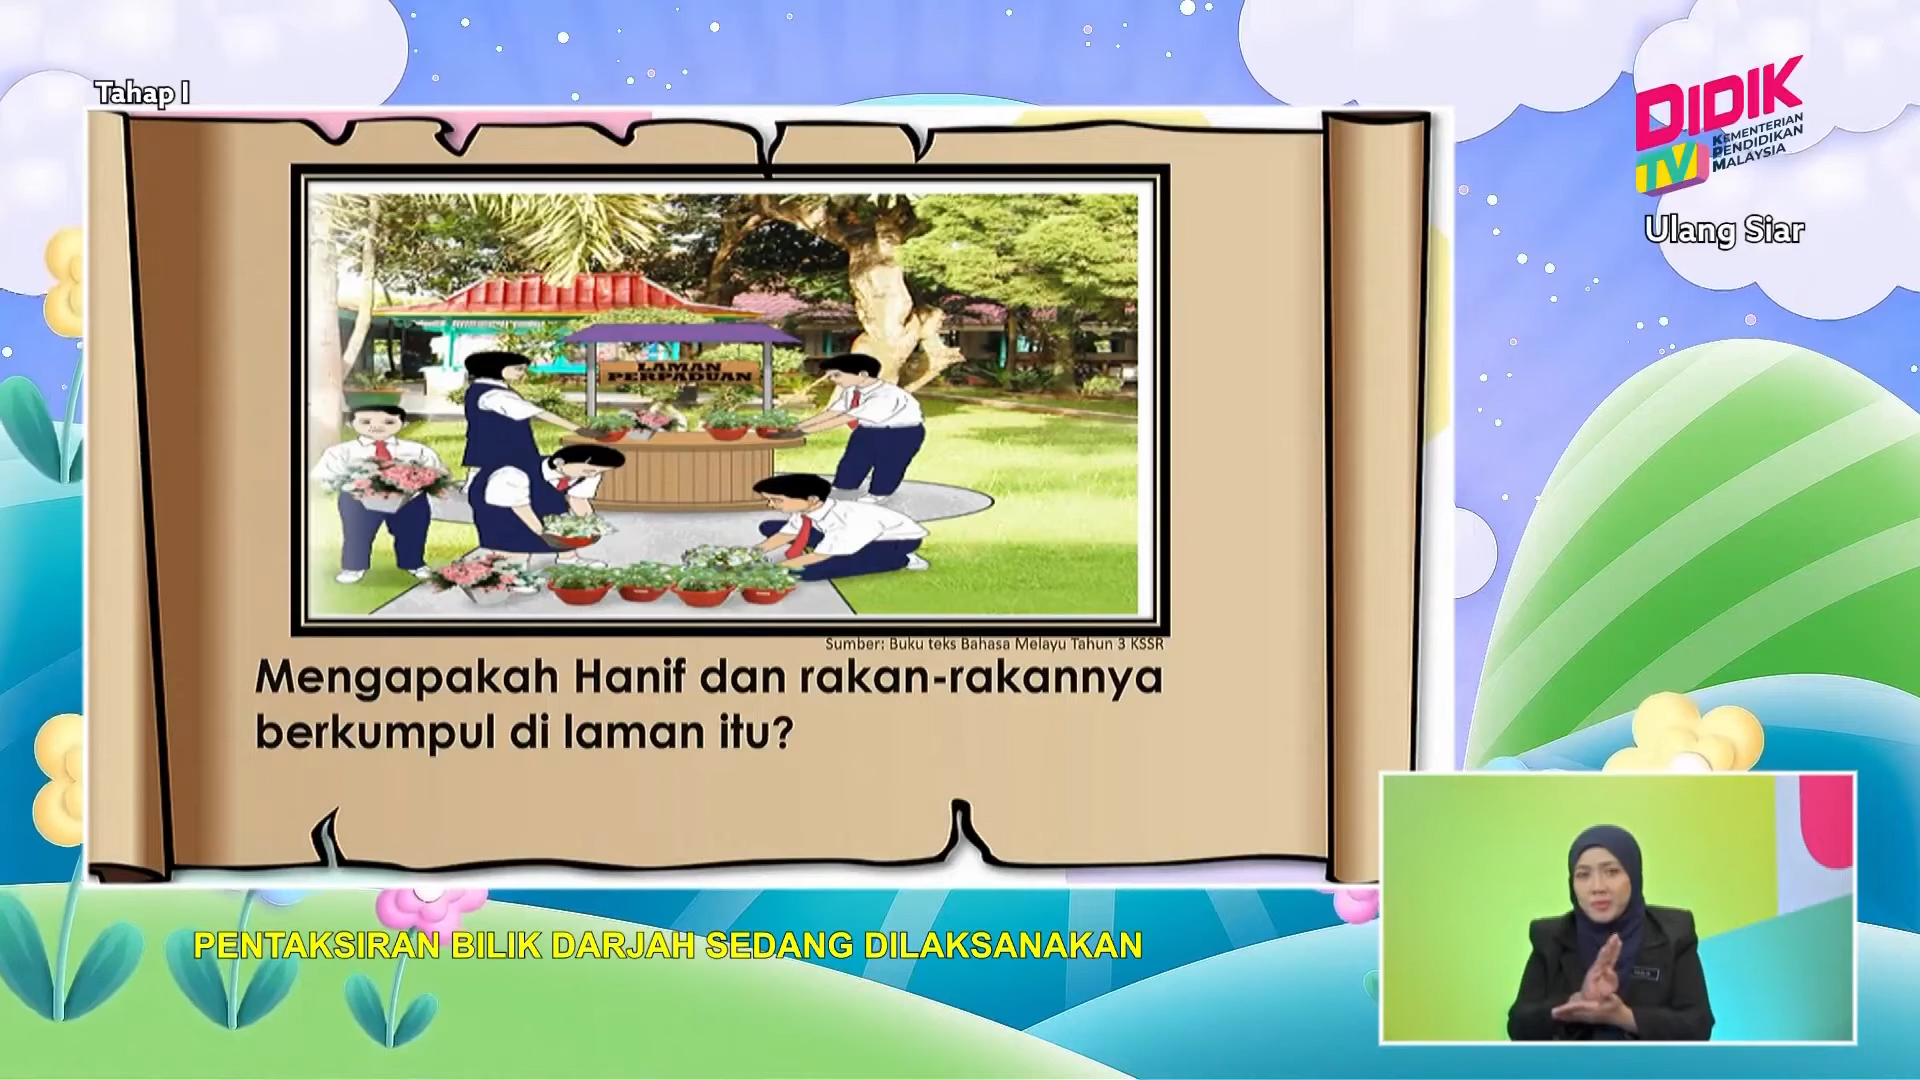 Tahap I
DIDIK
TV
KEMENTERIAN
PENDIDIKAN
MALAYSIA
Ulang Siar
LAMAN
PERPADUAN
Sumber: Buku teks Bahasa Melayu Tahun 3 KSSR
Mengapakah Hanif dan rakan-rakannya
berkumpul di laman itu?
PENTAKSIRAN BILIK DARJAH SEDANG DILAKSANAKAN